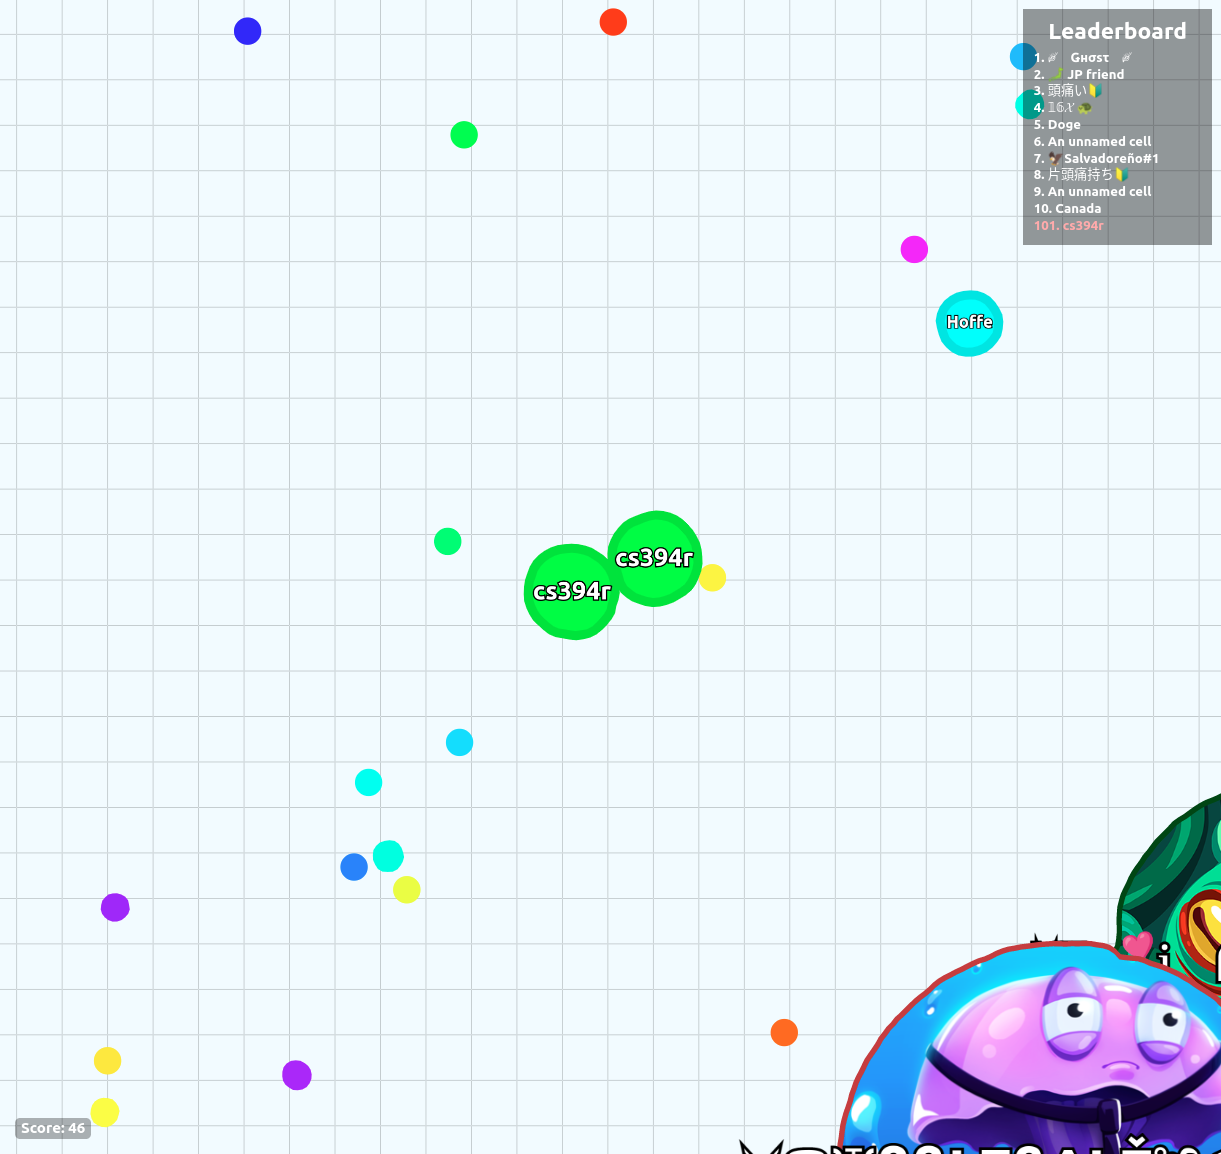 Leaderboard
1. Gнσsт
2. JP friend
3. 頭痛い🔰
4. 𝟙𝟞𝓧 🐢
5. Doge
6. An unnamed cell
7. 🦅Salvadoreño#1
8. 片頭痛持ち🔰
9. An unnamed cell
10. Canada
101. cs394r
Hoffe
cs394r
cs394r
Score: 46